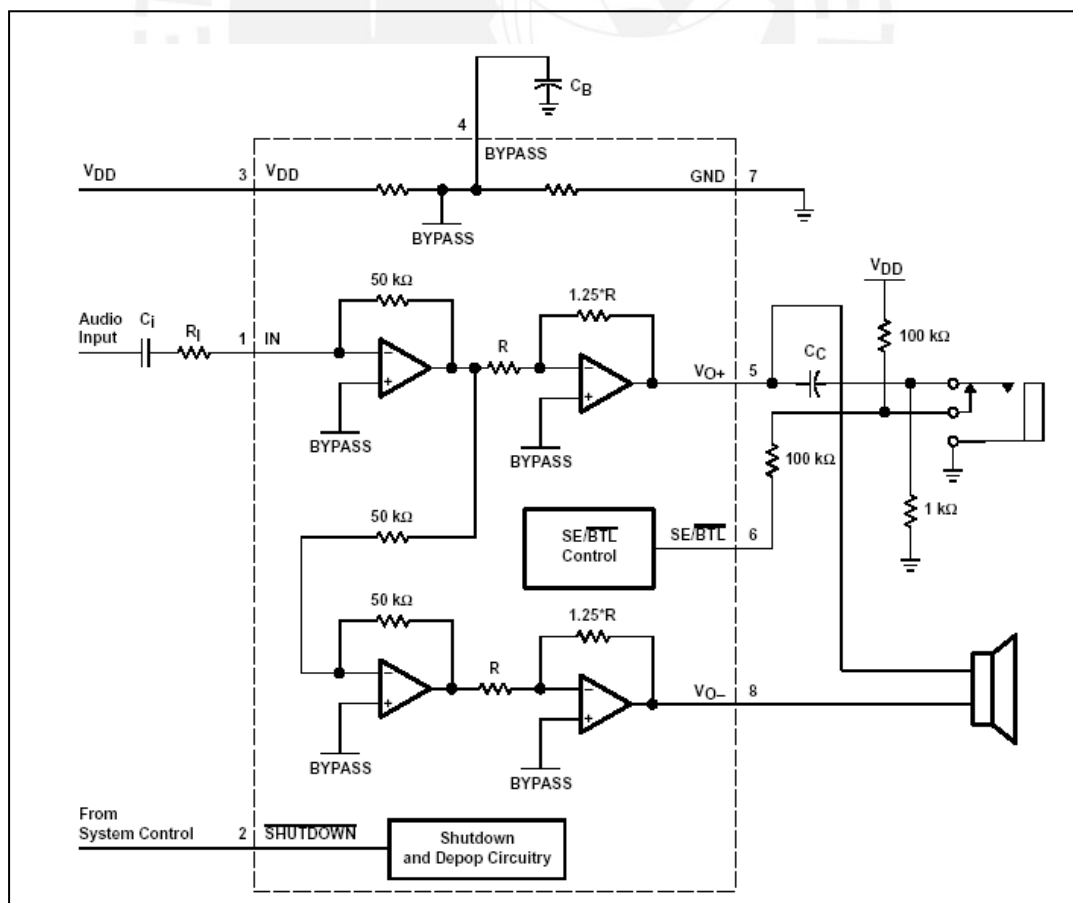 C_B
4
BYPASS
V_DD
3
V_DD
GND
7
BYPASS
V_DD
50 kΩ
1.25*R
100 kΩ
Audio
Input
C_i
R_I
1
IN
R
V_O+
5
C_C
BYPASS
BYPASS
100 kΩ
50 kΩ
SE/BTL
Control
SE/BTL
6
1 kΩ
50 kΩ
1.25*R
R
V_O–
8
BYPASS
BYPASS
From
System Control
2
SHUTDOWN
Shutdown
and Depop Circuitry